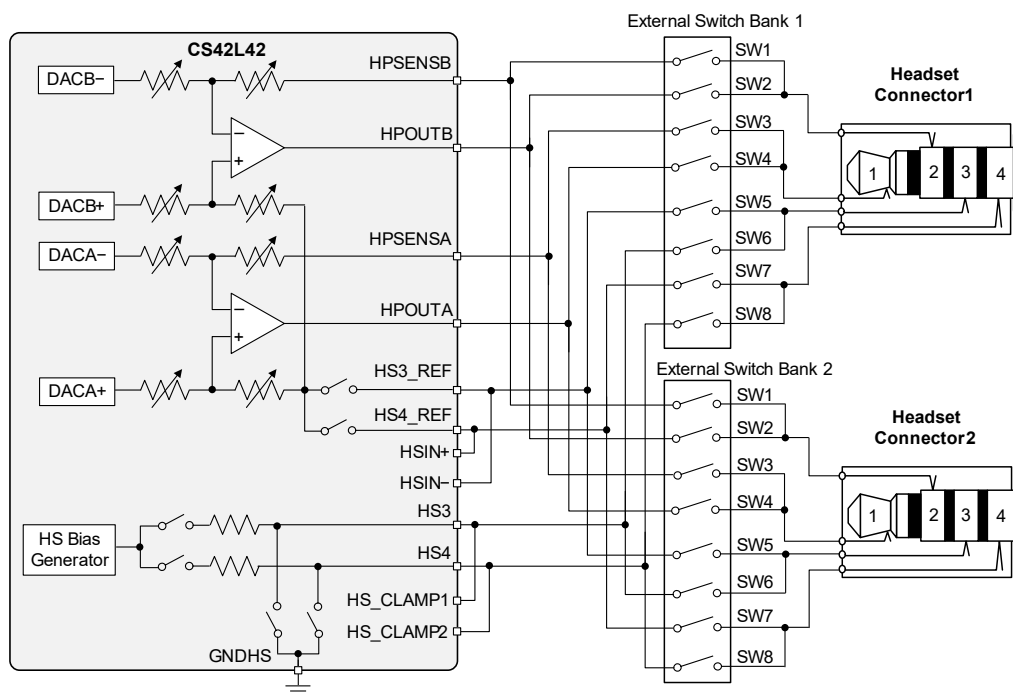 External Switch Bank 1
CS42L42
DACB−
HPSENSB
HPOUTB
DACB+
DACA−
HPSENSA
HPOUTA
DACA+
HS3_REF
HS4_REF
HSIN+
HSIN−
HS3
HS4
HS Bias
Generator
HS_CLAMP1
HS_CLAMP2
GNDHS
−
+
−
+
SW1
SW2
SW3
SW4
SW5
SW6
SW7
SW8
Headset
Connector1
1
2
3
4
External Switch Bank 2
SW1
SW2
SW3
SW4
SW5
SW6
SW7
SW8
Headset
Connector2
1
2
3
4